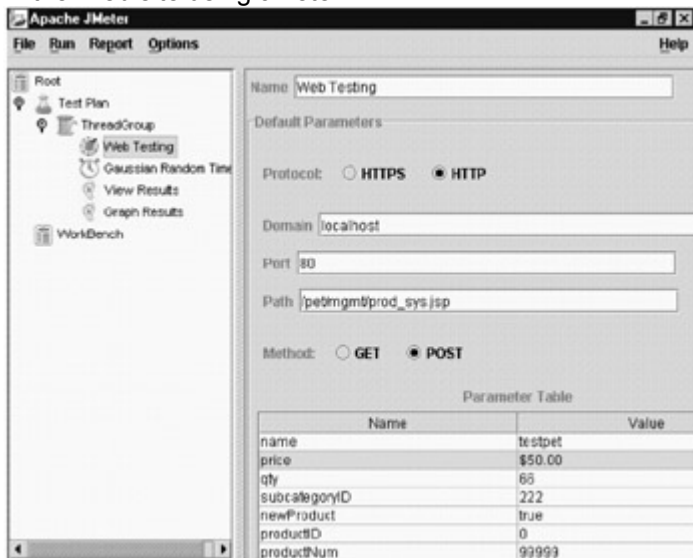 Apache JMeter
File Run Report Options Help
Root
Test Plan
ThreadGroup
Web Testing
Gaussian Random Time
View Results
Graph Results
WorkBench
Name Web Testing
Default Parameters
Protocol: HTTPS HTTP
Domain localhost
Port 80
Path /pet/mgmt/prod_sys.jsp
Method: GET POST
Parameter Table
Name Value
name testpet
price $50.00
qty 66
subcategoryID 222
newProduct true
productID 0
productNum 99999